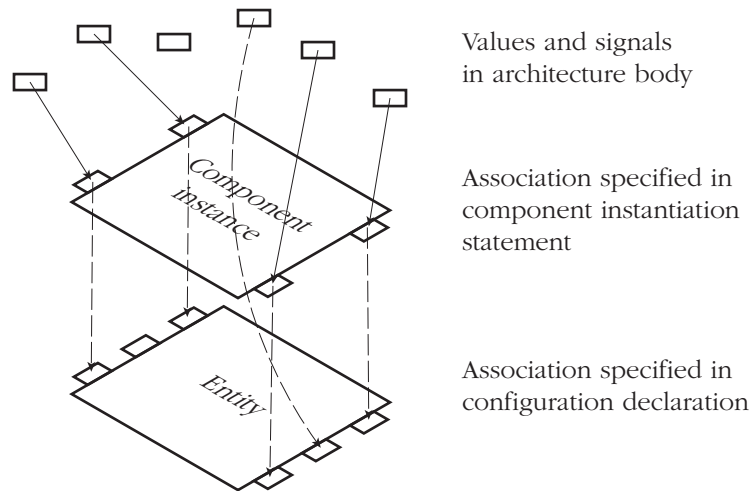 Values and signals
in architecture body
Component
instance
Association specified in
component instantiation
statement
Entity
Association specified in
configuration declaration